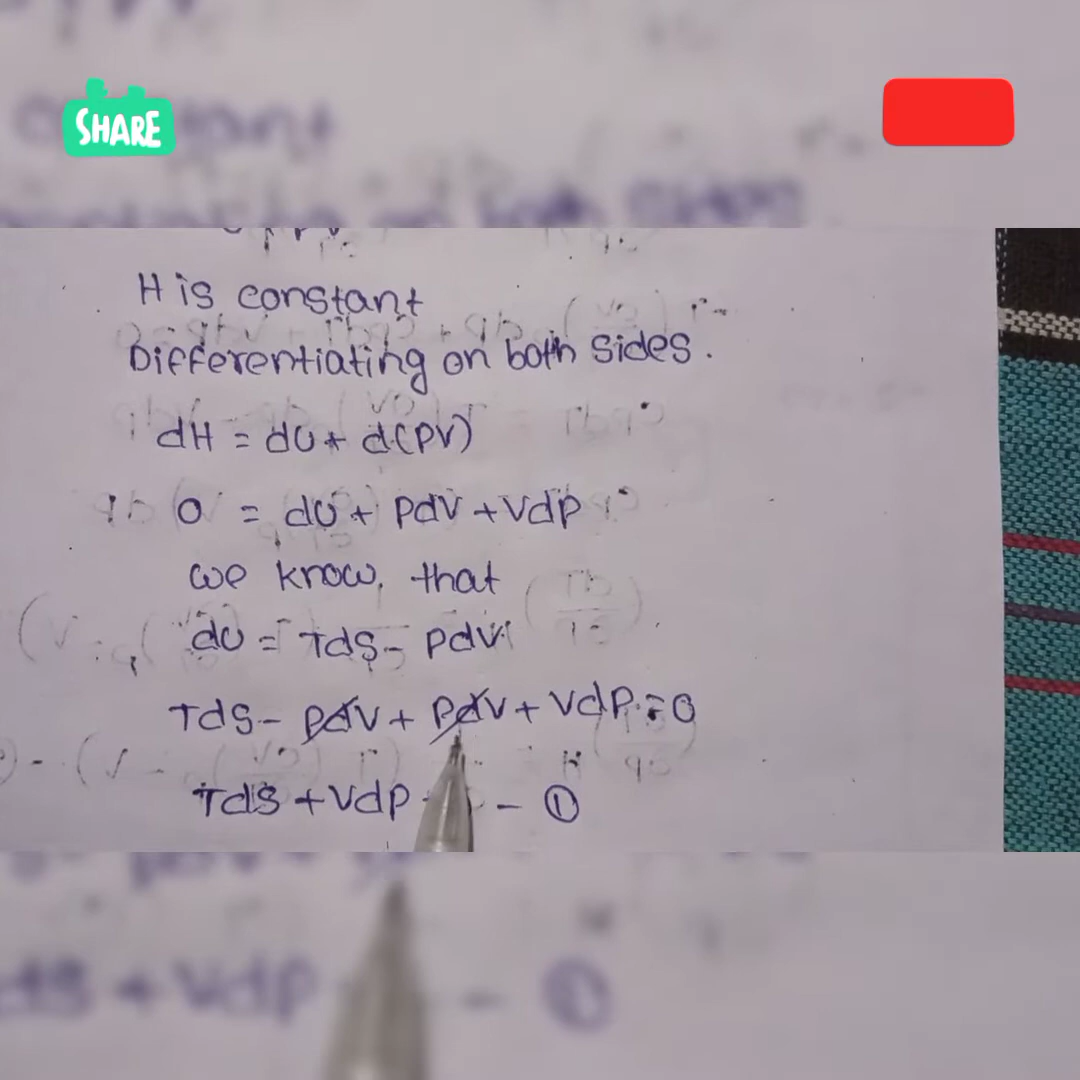 SHARE
H is constant
Differentiating on both sides.
dH = dU + d(PV)
0 = dU + PdV + VdP
we know, that
dU = TdS - PdV
TdS - PdV + PdV + VdP = 0
TdS + VdP - ①